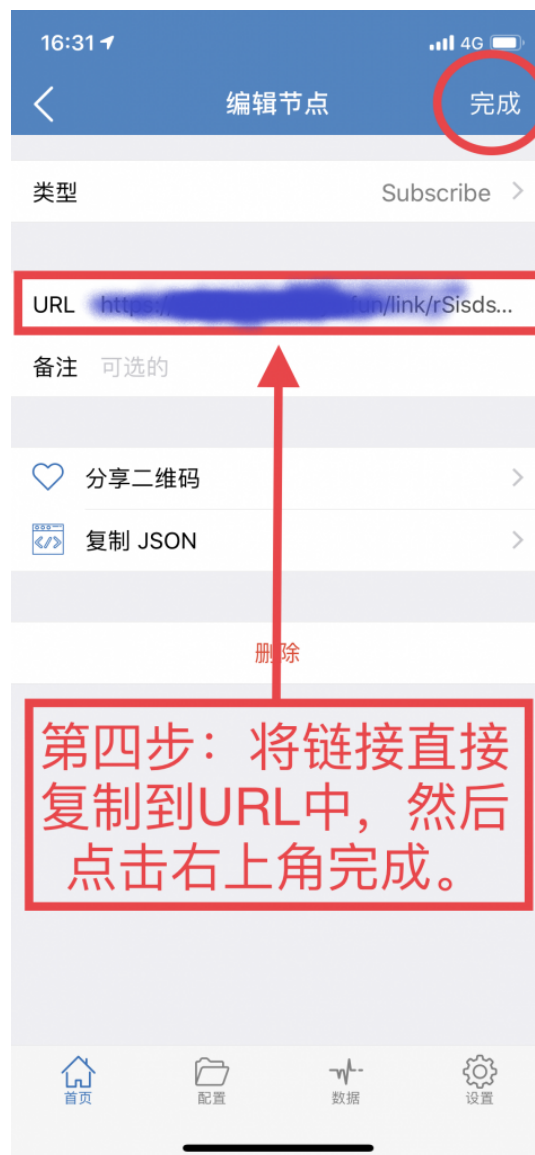 16:31
4G
编辑节点
完成
类型
Subscribe
URL
https:/
fun/link/rSisds...
备注
可选的
分享二维码
复制 JSON
删除
第四步：将链接直接
复制到URL中，然后
点击右上角完成。
首页
配置
数据
设置